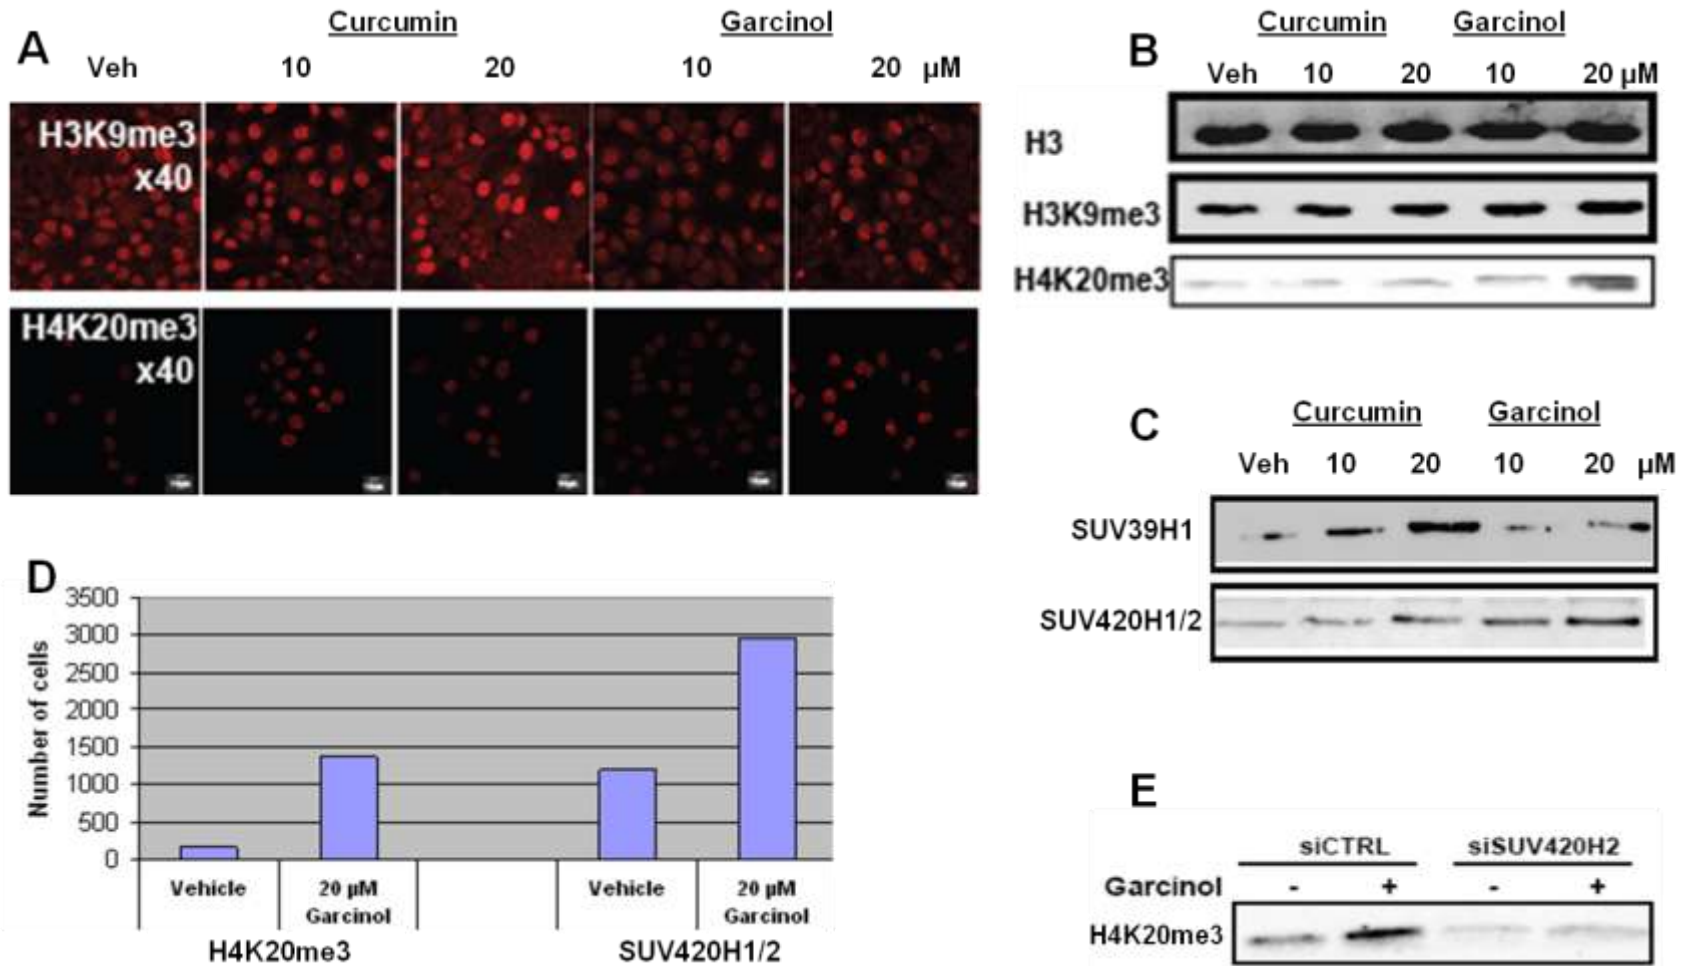 A
Curcumin Garcinol
Veh 10 20 10 20 µM
H3K9me3
x40
H4K20me3
x40
B
Curcumin Garcinol
Veh 10 20 10 20 µM
H3
H3K9me3
H4K20me3
C
Curcumin Garcinol
Veh 10 20 10 20 µM
SUV39H1
SUV420H1/2
D
Number of cells
3500
3000
2500
2000
1500
1000
500
0
Vehicle 20 µM Vehicle 20 µM
Garcinol Garcinol
H4K20me3 SUV420H1/2
E
siCTRL siSUV420H2
Garcinol - + - +
H4K20me3